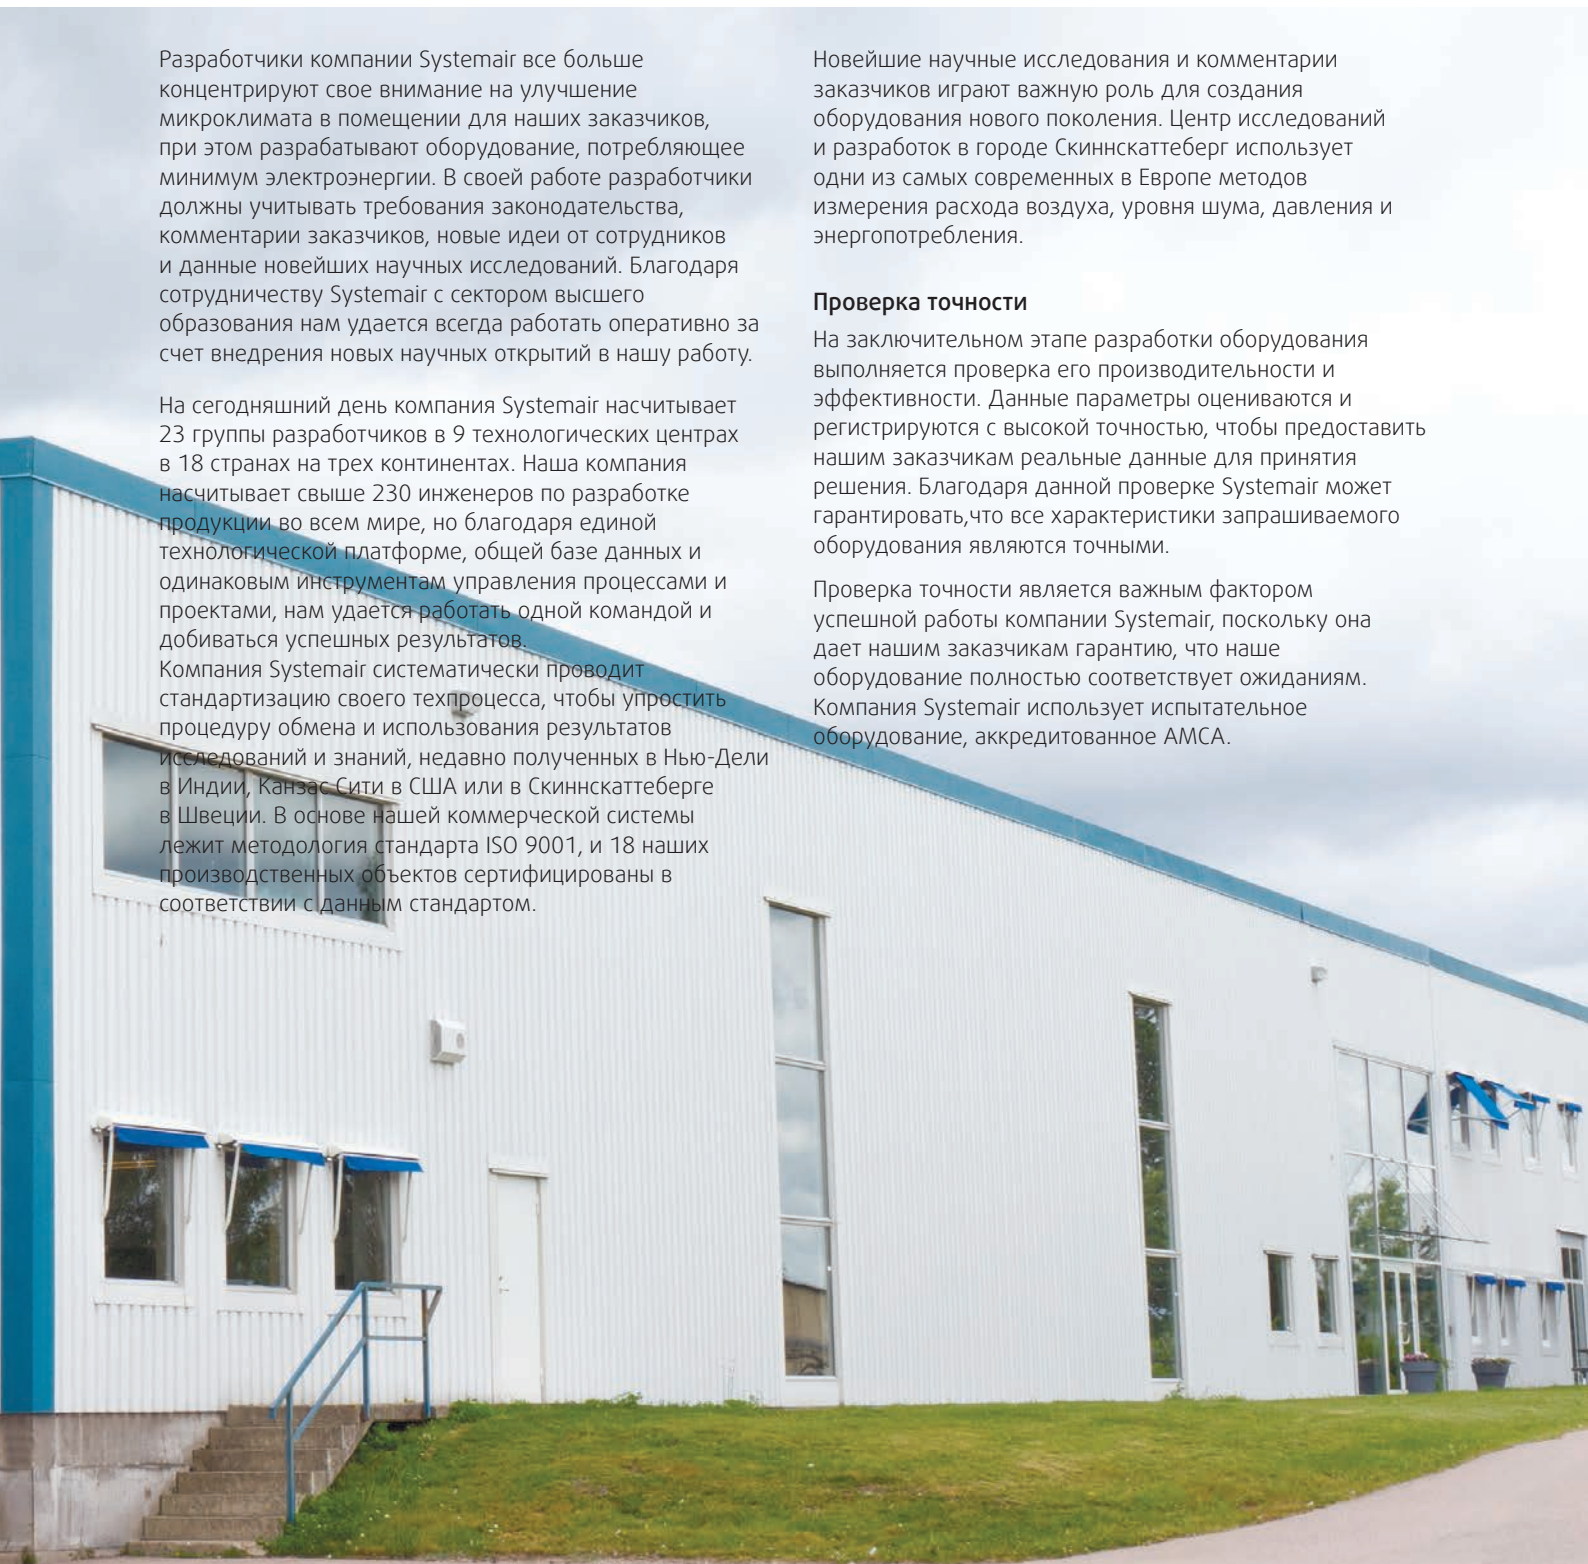 Разработчики компании Systemair все больше
концентрируют свое внимание на улучшение
микроклимата в помещении для наших заказчиков,
при этом разрабатывают оборудование, потребляющее
минимум электроэнергии. В своей работе разработчики
должны учитывать требования законодательства,
комментарии заказчиков, новые идеи от сотрудников
и данные новейших научных исследований. Благодаря
сотрудничеству Systemair с сектором высшего
образования нам удается всегда работать оперативно за
счет внедрения новых научных открытий в нашу работу.
На сегодняшний день компания Systemair насчитывает
23 группы разработчиков в 9 технологических центрах
в 18 странах на трех континентах. Наша компания
насчитывает свыше 230 инженеров по разработке
продукции во всем мире, но благодаря единой
технологической платформе, общей базе данных и
одинаковым инструментам управления процессами и
проектами, нам удается работать одной командой и
добиваться успешных результатов.
Компания Systemair систематически проводит
стандартизацию своего техпроцесса, чтобы упростить
процедуру обмена и использования результатов
исследований и знаний, недавно полученных в Нью-Дели
в Индии, Канзас Сити в США или в Скиннскаттеберге
в Швеции. В основе нашей коммерческой системы
лежит методология стандарта ISO 9001, и 18 наших
производственных объектов сертифицированы в
соответствии с данным стандартом.
Новейшие научные исследования и комментарии
заказчиков играют важную роль для создания
оборудования нового поколения. Центр исследований
и разработок в городе Скиннскаттеберг использует
одни из самых современных в Европе методов
измерения расхода воздуха, уровня шума, давления и
энергопотребления.
Проверка точности
На заключительном этапе разработки оборудования
выполняется проверка его производительности и
эффективности. Данные параметры оцениваются и
регистрируются с высокой точностью, чтобы предоставить
нашим заказчикам реальные данные для принятия
решения. Благодаря данной проверке Systemair может
гарантировать,что все характеристики запрашиваемого
оборудования являются точными.
Проверка точности является важным фактором
успешной работы компании Systemair, поскольку она
дает нашим заказчикам гарантию, что наше
оборудование полностью соответствует ожиданиям.
Компания Systemair использует испытательное
оборудование, аккредитованное AMCA.